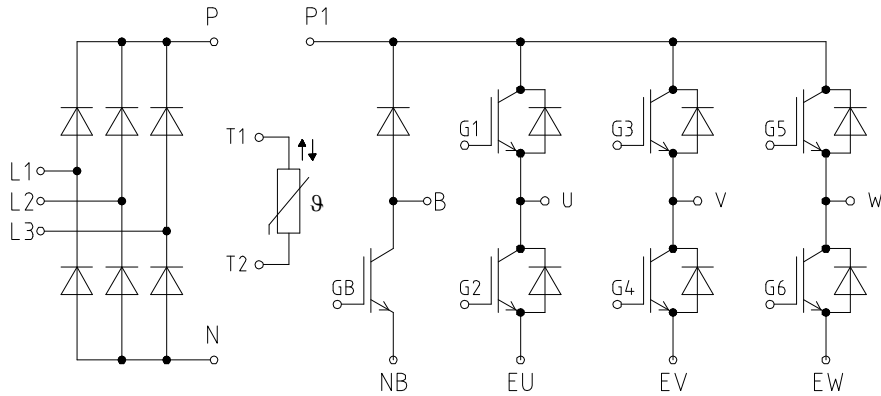 P P1
T1
G1 G3 G5
L1
L2 B U V W
L3 ϑ
T2
GB G2 G4 G6
N
NB EU EV EW